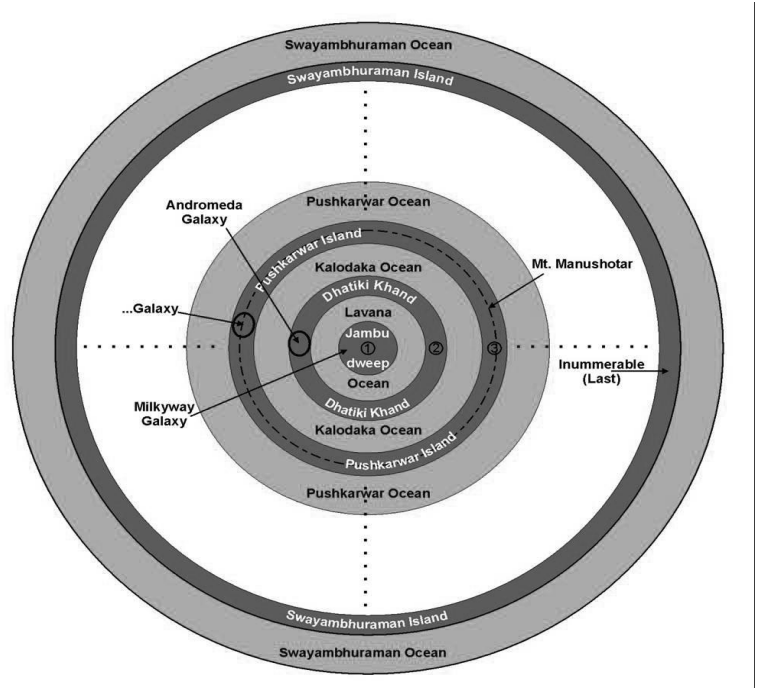 Swayambhuraman Ocean
Swayambhuraman Island
Andromeda
Galaxy
Pushkarwar Ocean
Pushkarwar Island
Mt. Manushotar
Kalodaka Ocean
Dhatiki Khand
...Galaxy
Lavana
Jambu
1
2
3
dweep
Inummerable
(Last)
Ocean
Milkyway
Galaxy
Dhatiki Khand
Kalodaka Ocean
Pushkarwar Island
Pushkarwar Ocean
Swayambhuraman Island
Swayambhuraman Ocean